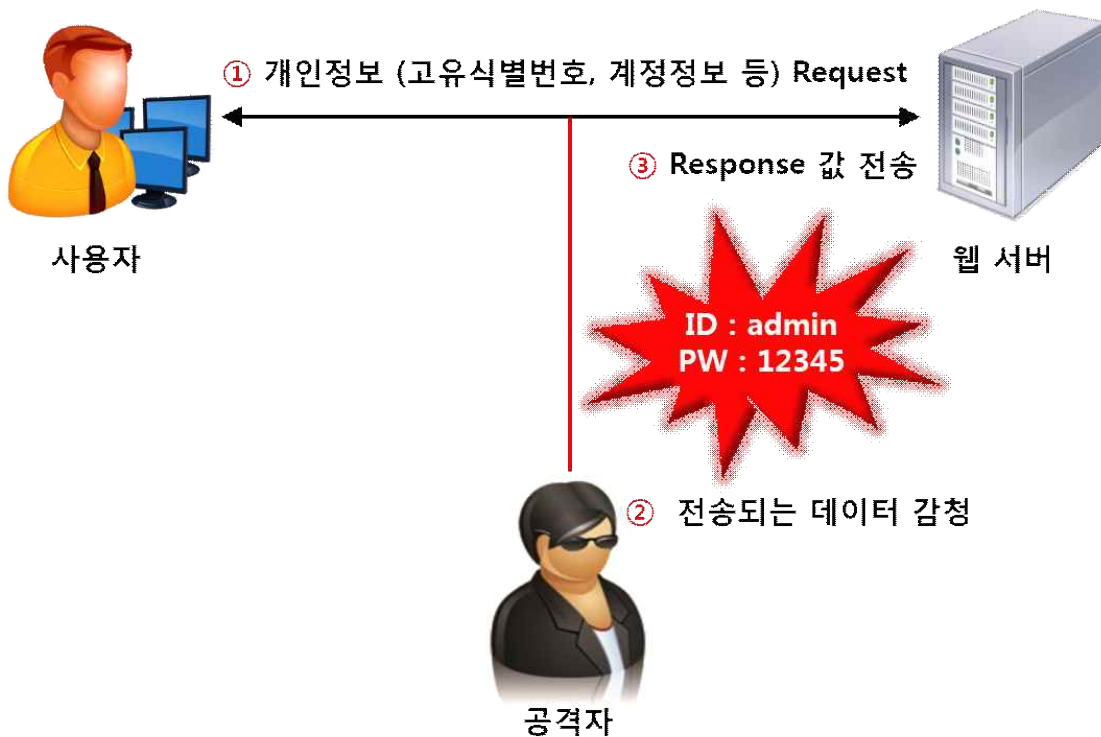 ① 개인정보 (고유식별번호, 계정정보 등) Request
③ Response 값 전송
사용자
웹 서버
ID : admin
PW : 12345
② 전송되는 데이터 감청
공격자